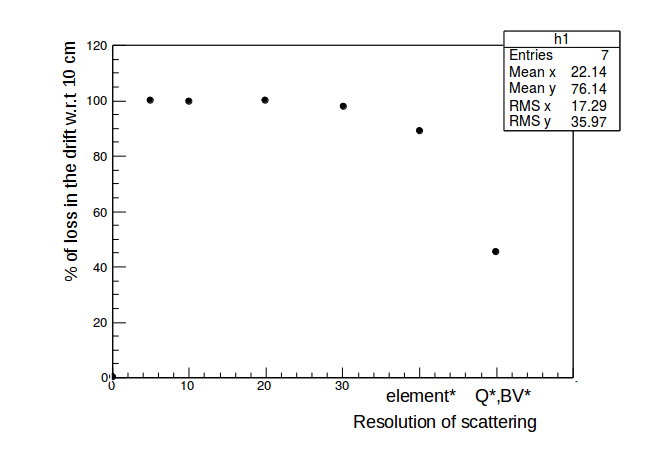 h1
Entries 7
Mean x 22.14
Mean y 76.14
RMS x 17.29
RMS y 35.97
% of loss in the drift w.r.t 10 cm
120
100
80
60
40
20
0
0 10 20 30 element* Q*,BV*
Resolution of scattering